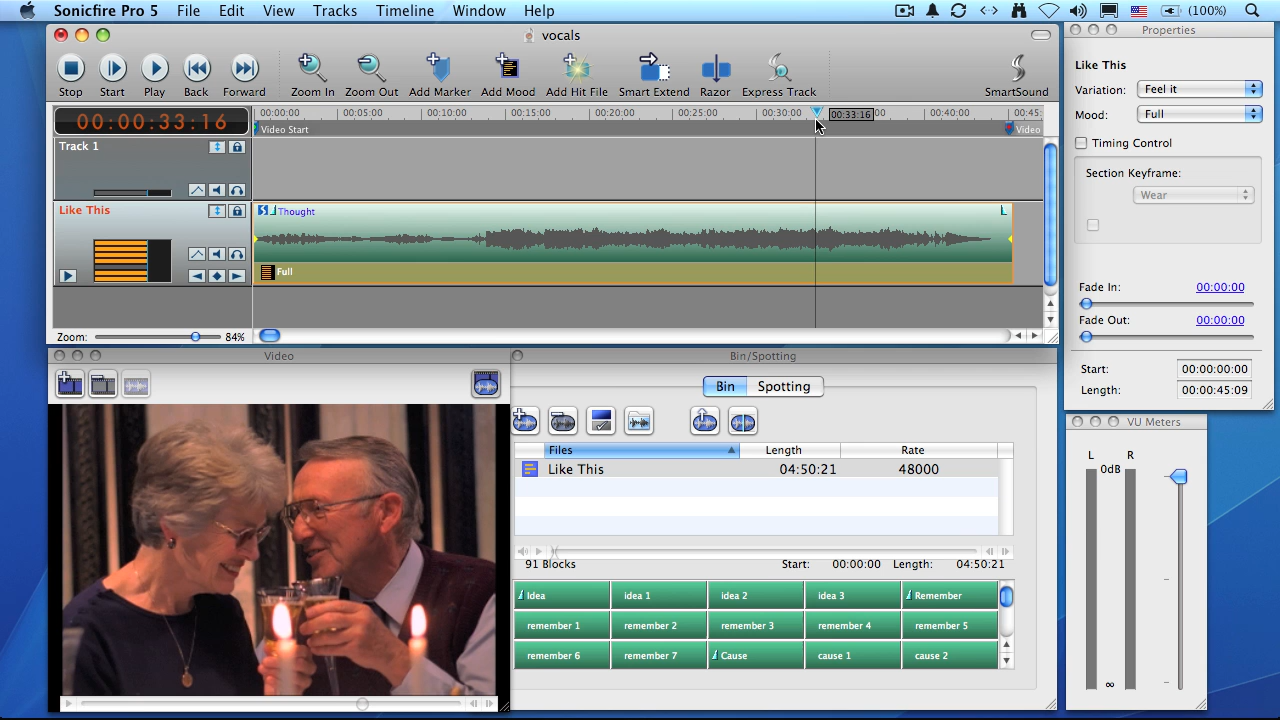 Sonicfire Pro 5 File Edit View Tracks Timeline Window Help (100%)
vocals
Stop Start Play Back Forward Zoom In Zoom Out Add Marker Add Mood Add Hit File Smart Extend Razor Express Track SmartSound
00:00:33:16
00:00:00 00:05:00 00:10:00 00:15:00 00:20:00 00:25:00 00:30:00 00:33:16 00 00:40:00 00:45:
Video Start Video
Track 1
Like This
Thought
Full
Zoom: 84%
Properties
Like This
Variation: Feel it
Mood: Full
Timing Control
Section Keyframe:
Wear
Fade In: 00:00:00
Fade Out: 00:00:00
Start: 00:00:00:00
Length: 00:00:45:09
Video
Bin/Spotting
Bin Spotting
Files Length Rate
Like This 04:50:21 48000
91 Blocks Start: 00:00:00 Length: 04:50:21
Idea idea 1 idea 2 idea 3 Remember
remember 1 remember 2 remember 3 remember 4 remember 5
remember 6 remember 7 Cause cause 1 cause 2
VU Meters
L R
0dB
∞